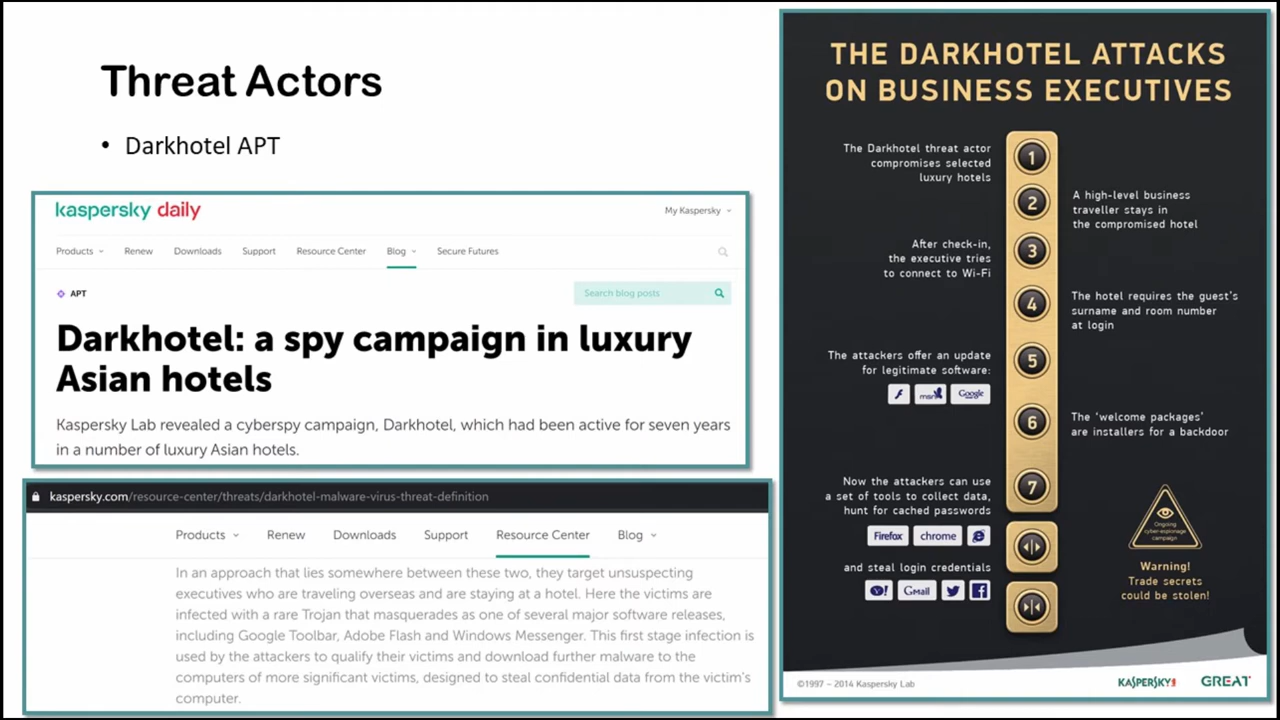 Threat Actors
• Darkhotel APT
kaspersky daily
My Kaspersky
Products
Renew
Downloads
Support
Resource Center
Blog
Secure Futures
APT
Search blog posts
Darkhotel: a spy campaign in luxury
Asian hotels
Kaspersky Lab revealed a cyberspy campaign, Darkhotel, which had been active for seven years
in a number of luxury Asian hotels.
kaspersky.com/resource-center/threats/darkhotel-malware-virus-threat-definition
Products
Renew
Downloads
Support
Resource Center
Blog
In an approach that lies somewhere between these two, they target unsuspecting
executives who are traveling overseas and are staying at a hotel. Here the victims are
infected with a rare Trojan that masquerades as one of several major software releases,
including Google Toolbar, Adobe Flash and Windows Messenger. This first stage infection is
used by the attackers to qualify their victims and download further malware to the
computers of more significant victims, designed to steal confidential data from the victim's
computer.
THE DARKHOTEL ATTACKS
ON BUSINESS EXECUTIVES
The Darkhotel threat actor
compromises selected
luxury hotels
1
2
A high-level business
traveller stays in
the compromised hotel
After check-in,
the executive tries
to connect to Wi-Fi
3
4
The hotel requires the guest's
surname and room number
at login
The attackers offer an update
for legitimate software:
msn
Google
5
6
The 'welcome packages'
are installers for a backdoor
Now the attackers can use
a set of tools to collect data,
hunt for cached passwords
7
Firefox
chrome
and steal login credentials
Y!
Gmail
Ongoing
cyber-espionage
campaign
Warning!
Trade secrets
could be stolen!
©1997 – 2014 Kaspersky Lab
KASPERSKY
GREAT